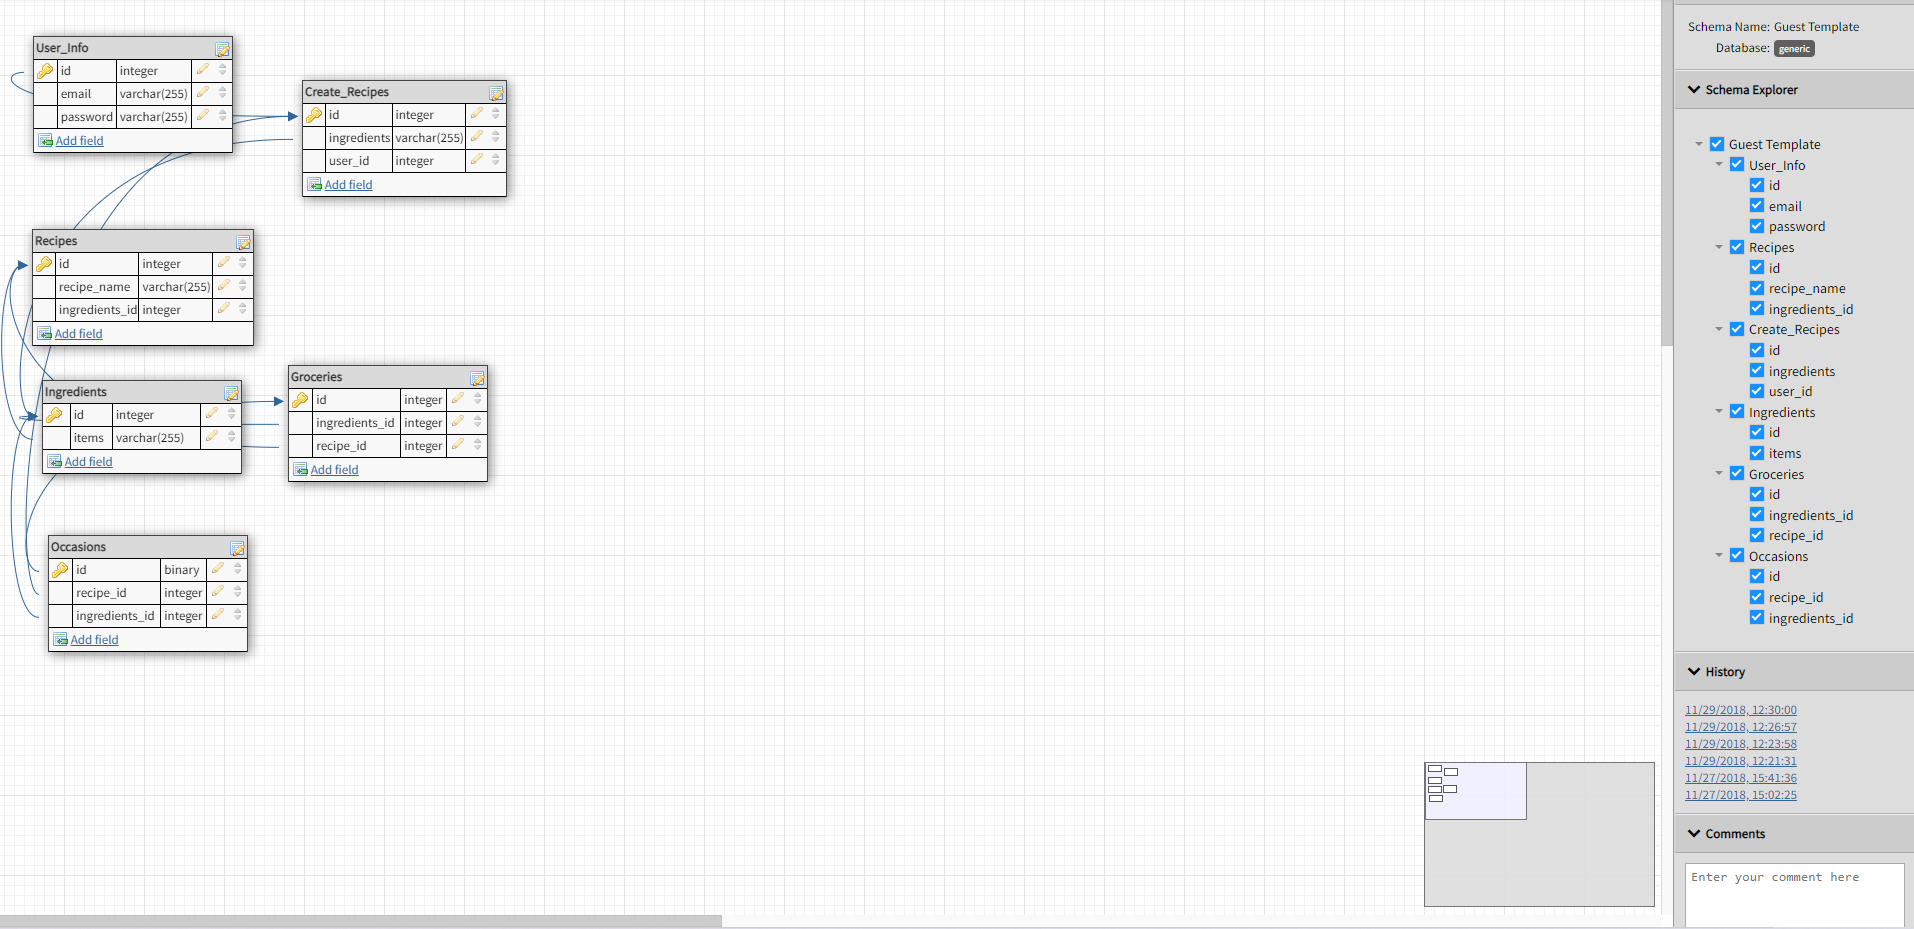 User_Info
id integer
email varchar(255)
password varchar(255)
Add field
Create_Recipes
id integer
ingredients varchar(255)
user_id integer
Add field
Recipes
id integer
recipe_name varchar(255)
ingredients_id integer
Add field
Ingredients
id integer
items varchar(255)
Add field
Groceries
id integer
ingredients_id integer
recipe_id integer
Add field
Occasions
id binary
recipe_id integer
ingredients_id integer
Add field
Schema Name: Guest Template
Database: generic
Schema Explorer
Guest Template
User_Info
id
email
password
Recipes
id
recipe_name
ingredients_id
Create_Recipes
id
ingredients
user_id
Ingredients
id
items
Groceries
id
ingredients_id
recipe_id
Occasions
id
recipe_id
ingredients_id
History
11/29/2018, 12:30:00
11/29/2018, 12:26:57
11/29/2018, 12:23:58
11/29/2018, 12:21:31
11/27/2018, 15:41:36
11/27/2018, 15:02:25
Comments
Enter your comment here